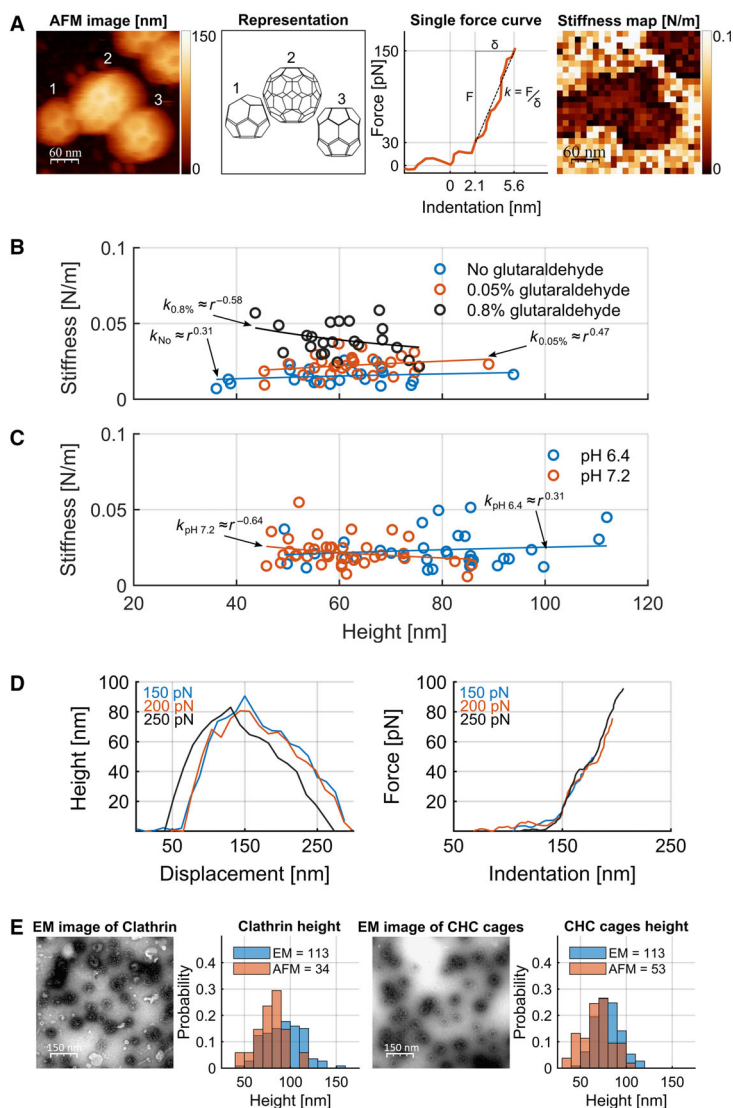 A
AFM image [nm]
Representation
Single force curve
Stiffness map [N/m]
150
0
1
2
3
60 nm
1
2
3
Force [pN]
150
30
0
δ
F
k = F/δ
0 2.1 5.6
Indentation [nm]
0.1
0
60 nm
B
Stiffness [N/m]
0.1
0.05
0
No glutaraldehyde
0.05% glutaraldehyde
0.8% glutaraldehyde
k0.8% ≈ r−0.58
kNo ≈ r0.31
k0.05% ≈ r0.47
C
Stiffness [N/m]
0.1
0.05
0
pH 6.4
pH 7.2
kpH 7.2 ≈ r−0.64
kpH 6.4 ≈ r0.31
20 40 60 80 100 120
Height [nm]
D
Height [nm]
100
80
60
40
20
150 pN
200 pN
250 pN
50 150 250
Displacement [nm]
Force [pN]
100
80
60
40
20
150 pN
200 pN
250 pN
50 150 250
Indentation [nm]
E
EM image of Clathrin
Clathrin height
EM image of CHC cages
CHC cages height
150 nm
Probability
0.4
0.3
0.2
0.1
0
EM = 113
AFM = 34
50 100 150
Height [nm]
150 nm
Probability
0.4
0.3
0.2
0.1
0
EM = 113
AFM = 53
50 100 150
Height [nm]